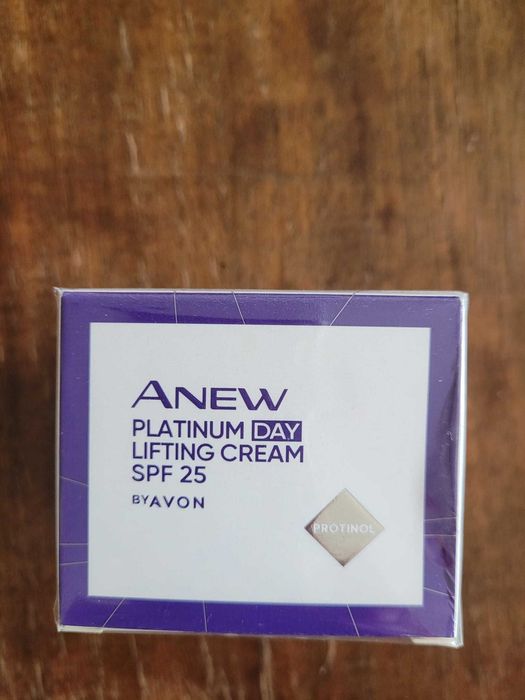 ANEW
PLATINUM DAY
LIFTING CREAM
SPF 25
BY AVON
PROTINOL